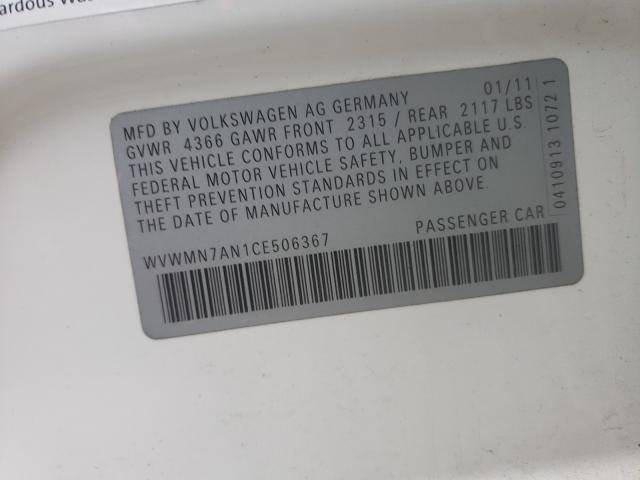 MFD BY VOLKSWAGEN AG GERMANY 01/11
GVWR 4366 GAWR FRONT 2315 / REAR 2117 LBS
THIS VEHICLE CONFORMS TO ALL APPLICABLE U.S.
FEDERAL MOTOR VEHICLE SAFETY, BUMPER AND
THEFT PREVENTION STANDARDS IN EFFECT ON
THE DATE OF MANUFACTURE SHOWN ABOVE.
WVWMN7AN1CE506367 PASSENGER CAR
0410913 1072 1